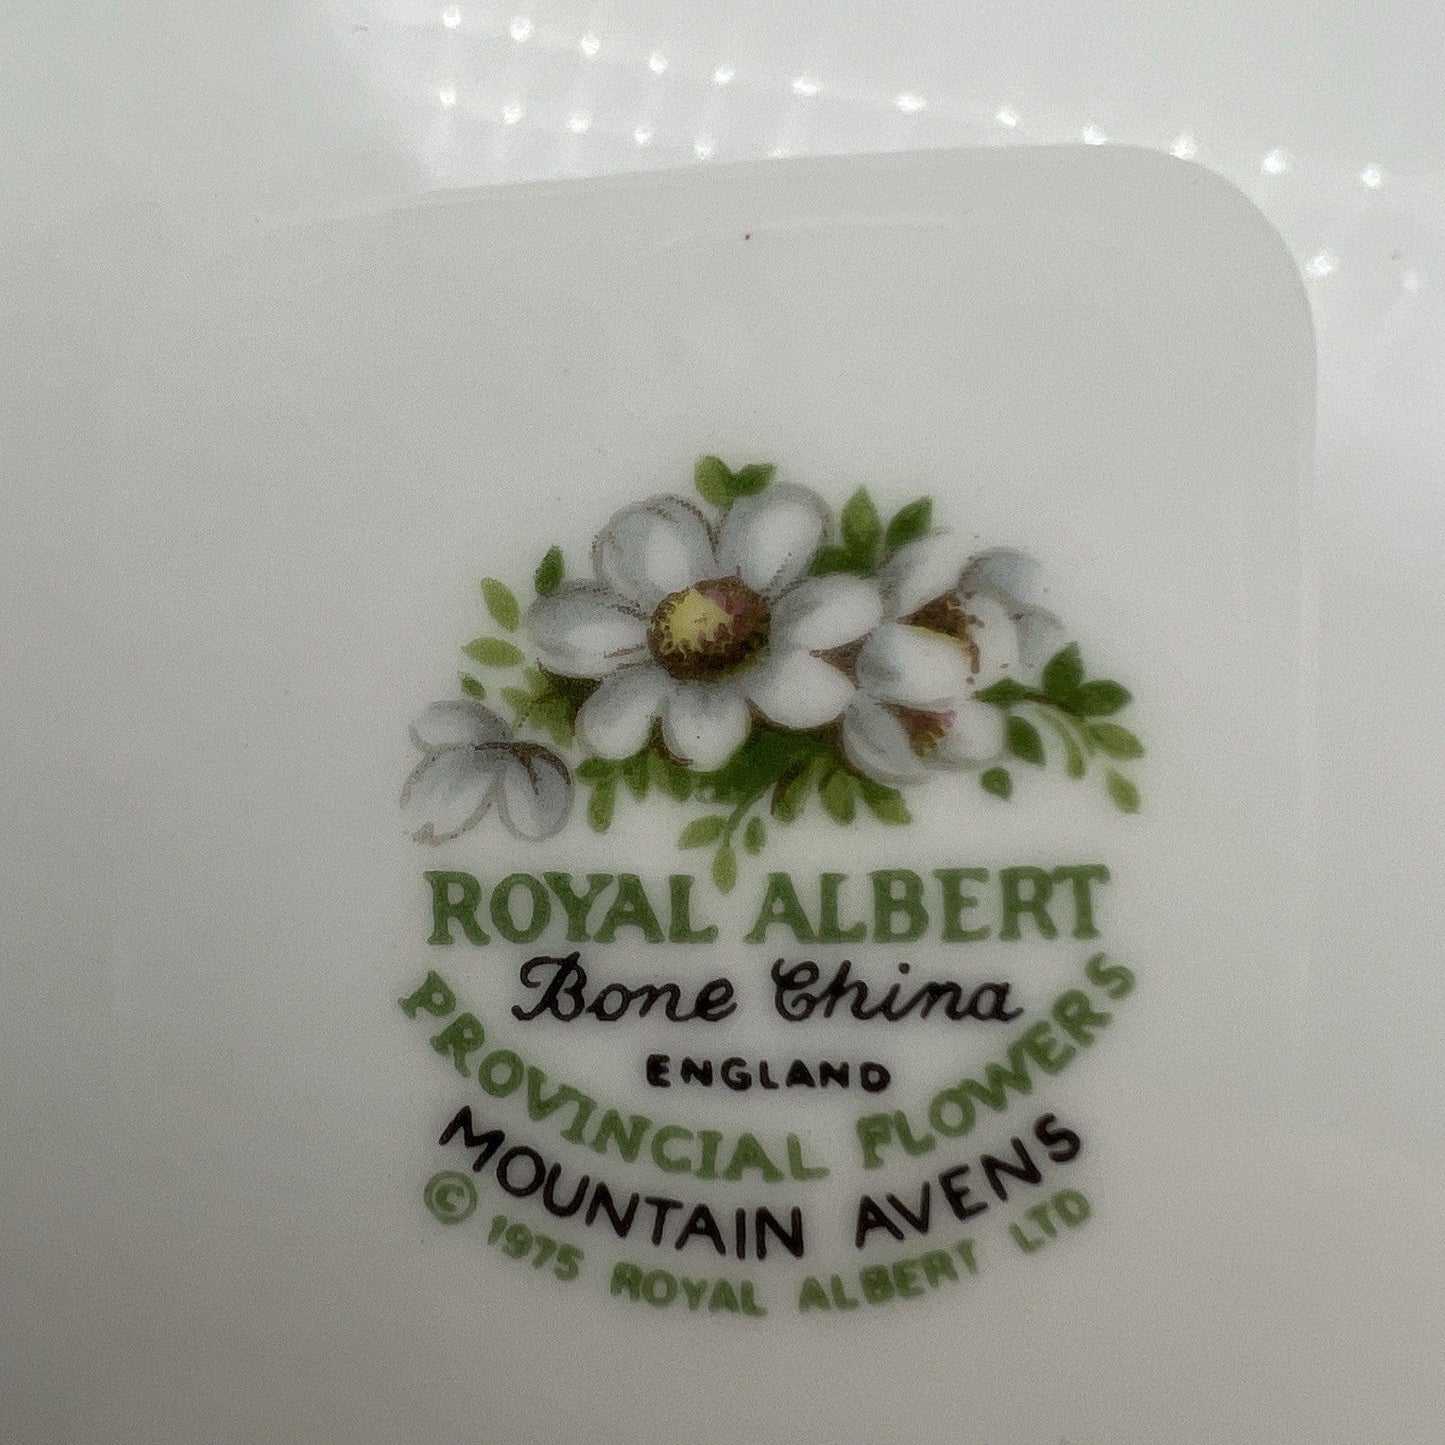 ROYAL ALBERT
Bone China
ENGLAND
PROVINCIAL FLOWERS
MOUNTAIN AVENS
© 1975 ROYAL ALBERT LTD